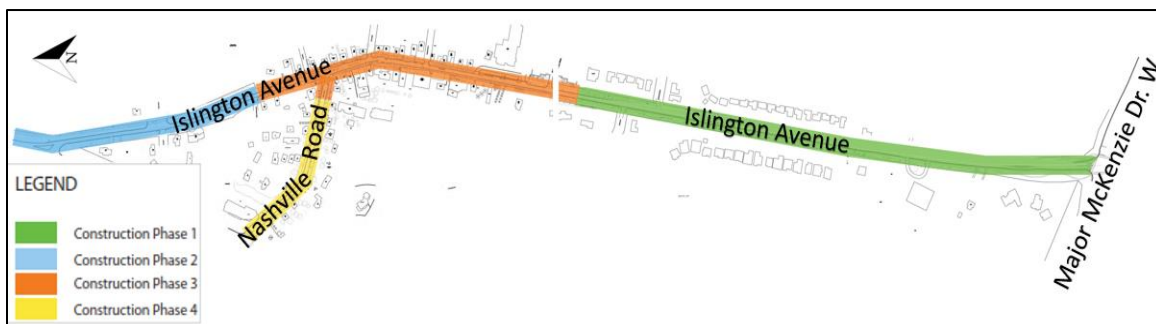 N
Islington Avenue
Nashville Road
Islington Avenue
Major McKenzie Dr. W
LEGEND
Construction Phase 1
Construction Phase 2
Construction Phase 3
Construction Phase 4